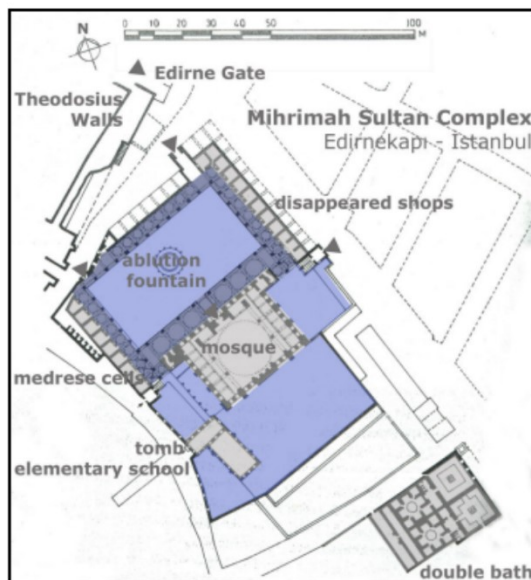 0 10 20 30 40 50 100
M
N
Edirne Gate
Theodosius
Walls
Mihrimah Sultan Complex
Edirnekapı - Istanbul
disappeared shops
ablution
fountain
mosque
medrese cells
tomb
elementary school
double bath